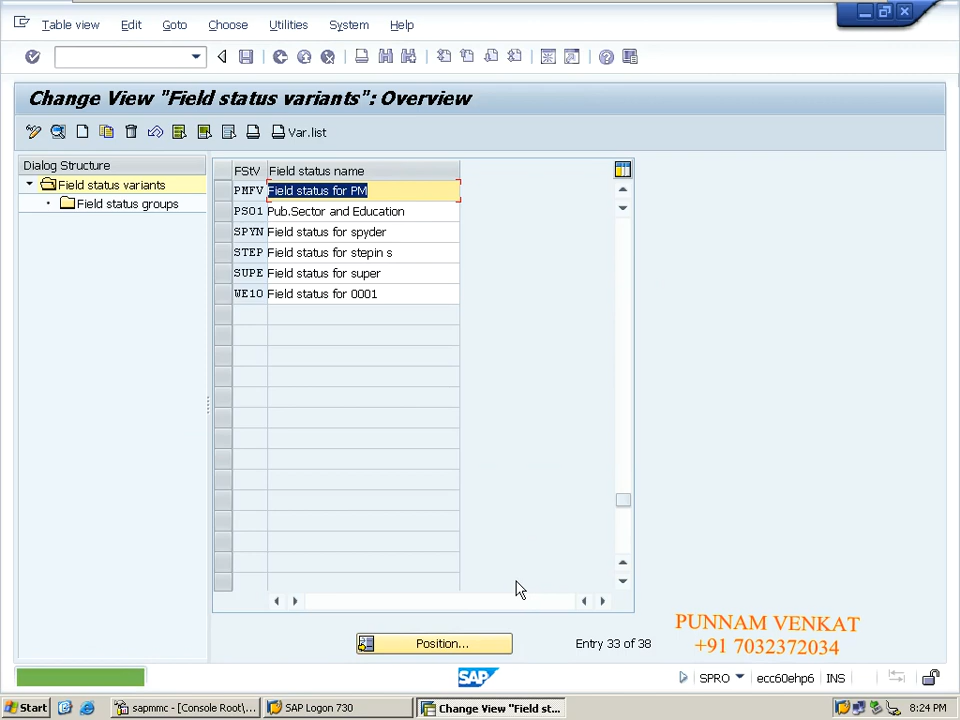 Table view Edit Goto Choose Utilities System Help
Change View "Field status variants": Overview
Var.list
Dialog Structure
Field status variants
Field status groups
FStV Field status name
PMFV Field status for PM
PS01 Pub.Sector and Education
SPYN Field status for spyder
STEP Field status for stepin s
SUPE Field status for super
WE10 Field status for 0001
Position... Entry 33 of 38
PUNNAM VENKAT
+91 7032372034
SAP SPRO ecc60ehp6 INS
Start sapmmc - [Console Root\... SAP Logon 730 Change View "Field st... 8:24 PM